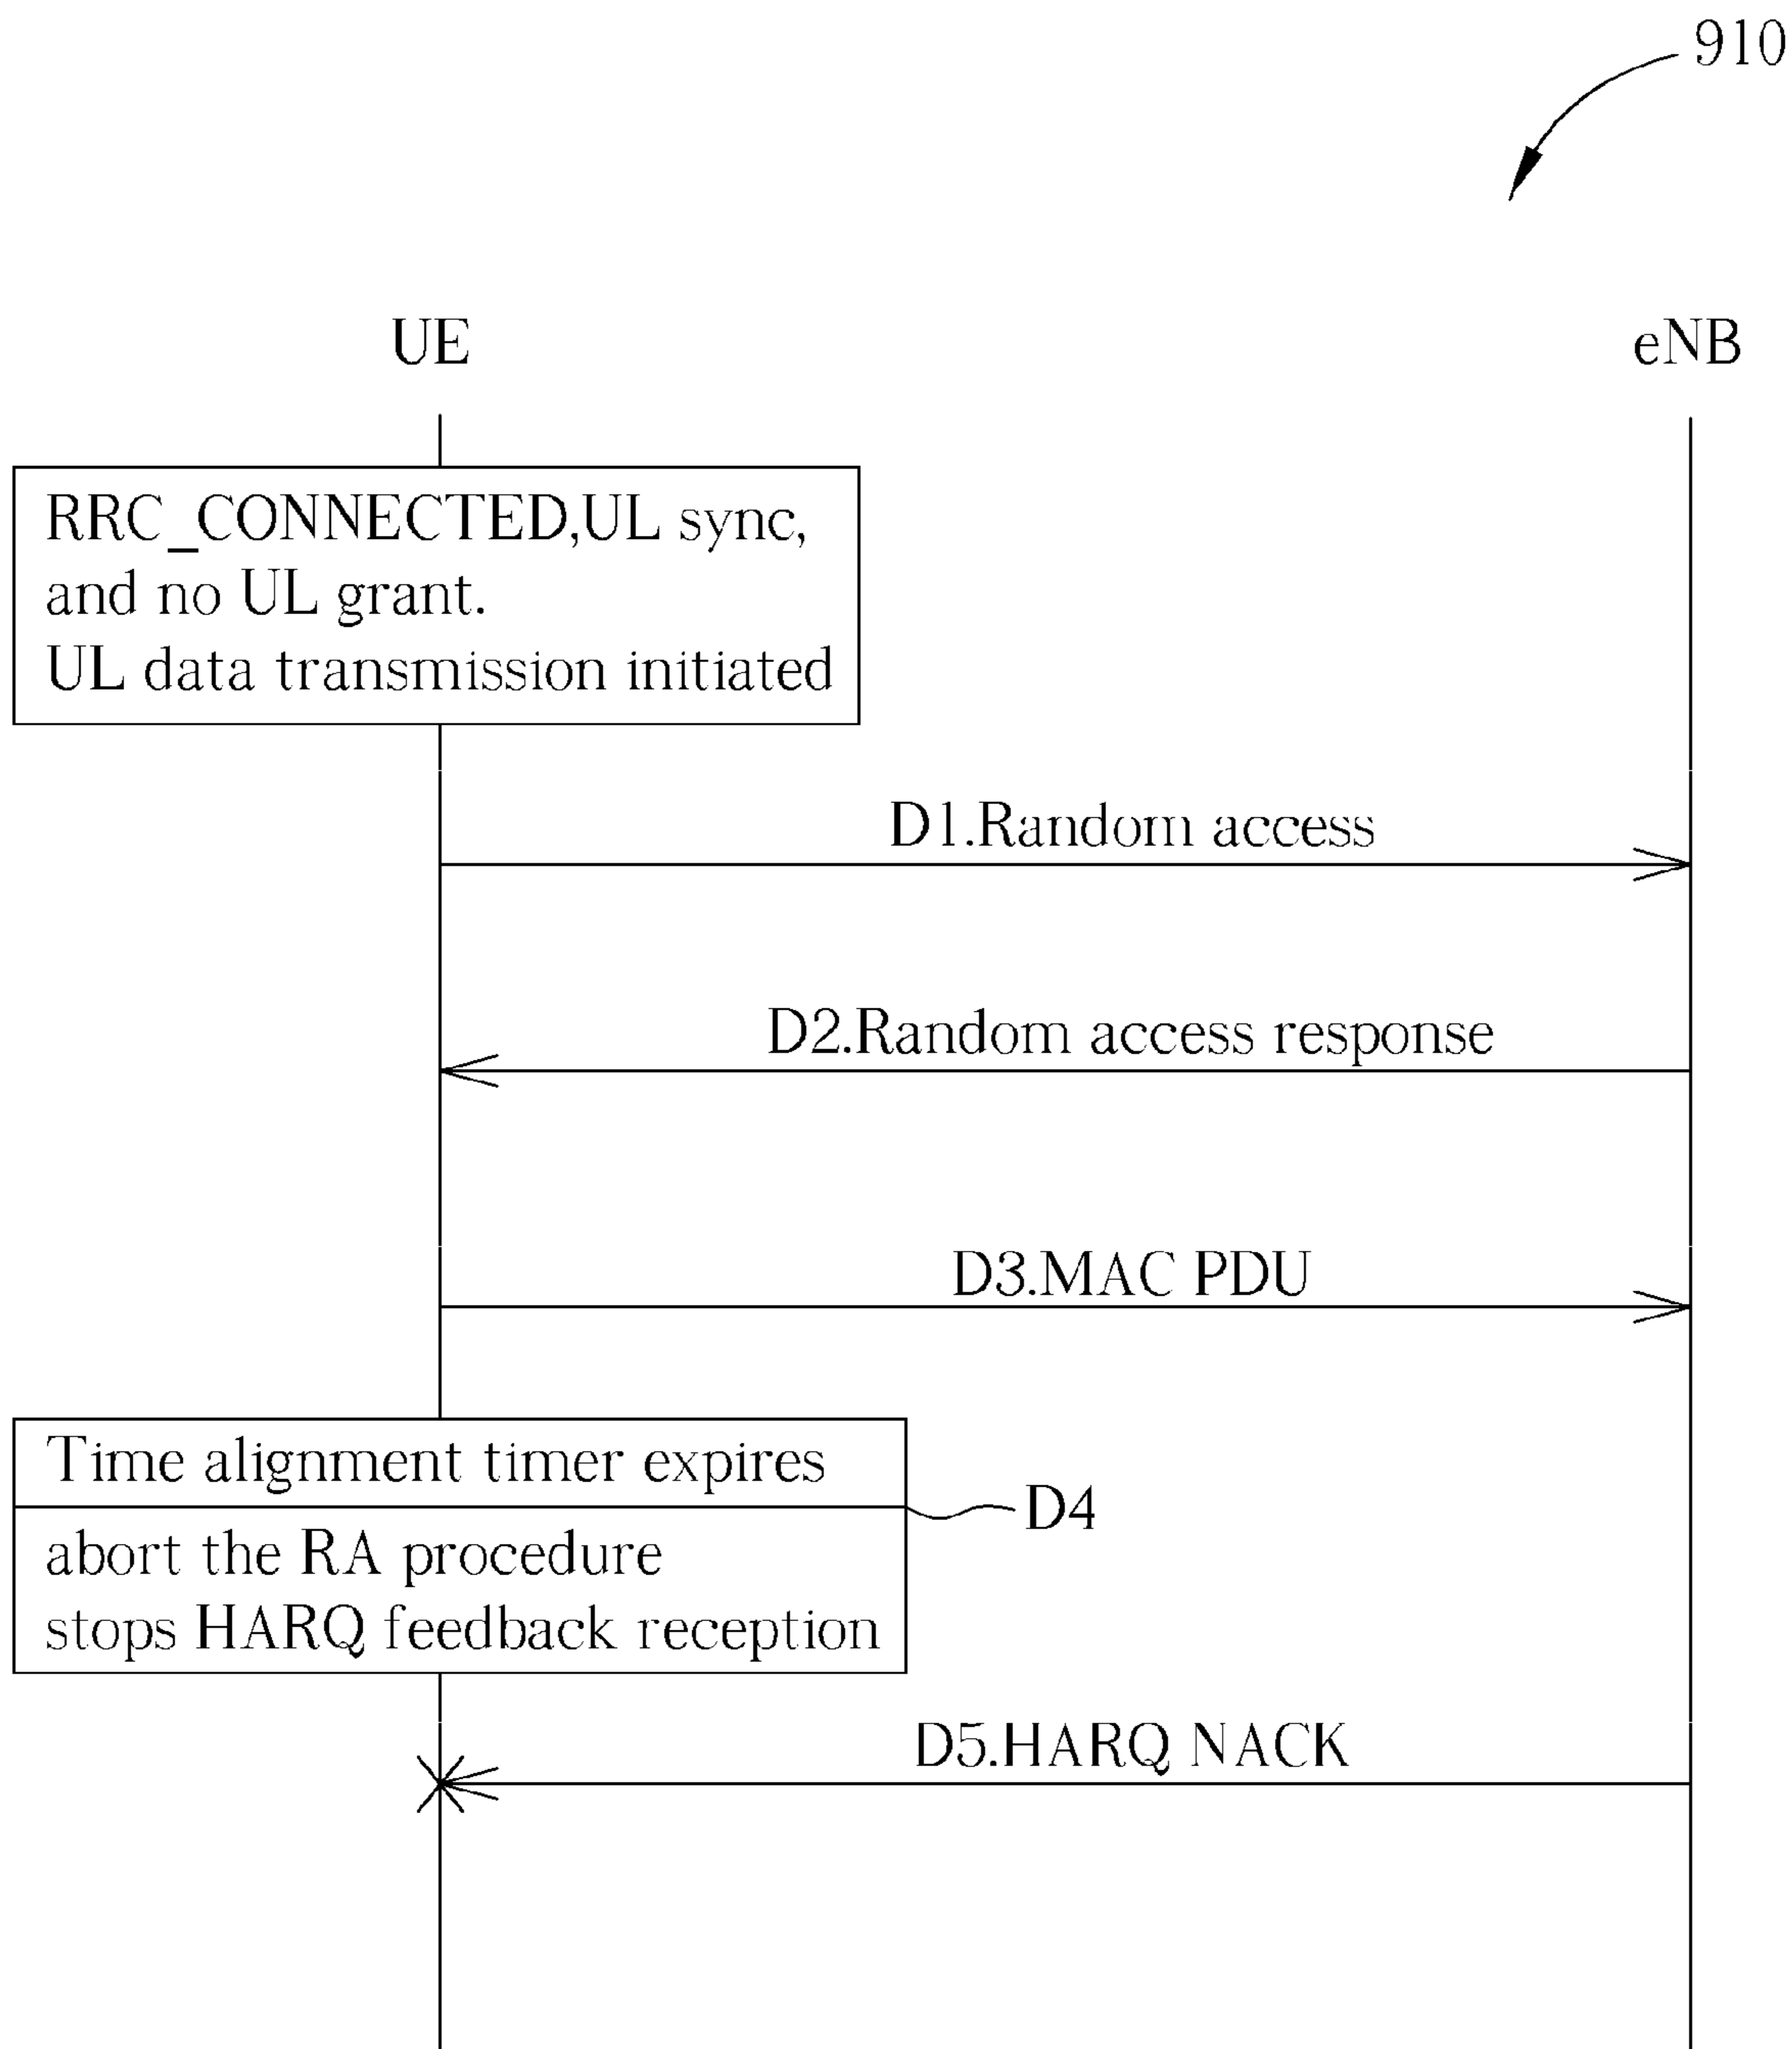 910
UE
eNB
RRC_CONNECTED,UL sync,
and no UL grant.
UL data transmission initiated
D1.Random access
D2.Random access response
D3.MAC PDU
Time alignment timer expires
D4
abort the RA procedure
stops HARQ feedback reception
D5.HARQ NACK